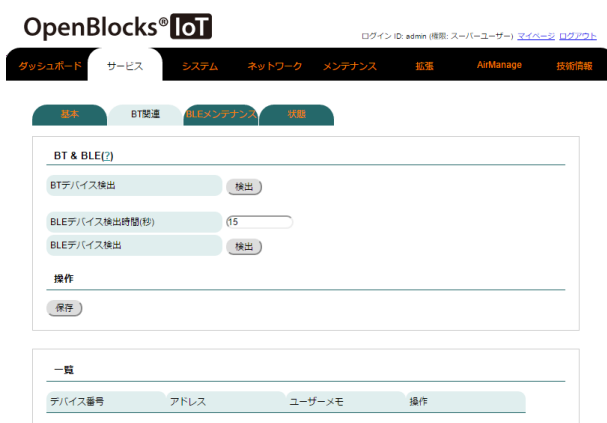 OpenBlocks® IoT
ログイン ID: admin (権限: スーパーユーザー) マイページ ログアウト
ダッシュボード サービス システム ネットワーク メンテナンス 拡張 AirManage 技術情報
基本 BT関連 BLEメンテナンス 状態
BT & BLE(?)
BTデバイス検出 検出
BLEデバイス検出時間(秒) 15
BLEデバイス検出 検出
操作
保存
一覧
デバイス番号 アドレス ユーザーメモ 操作